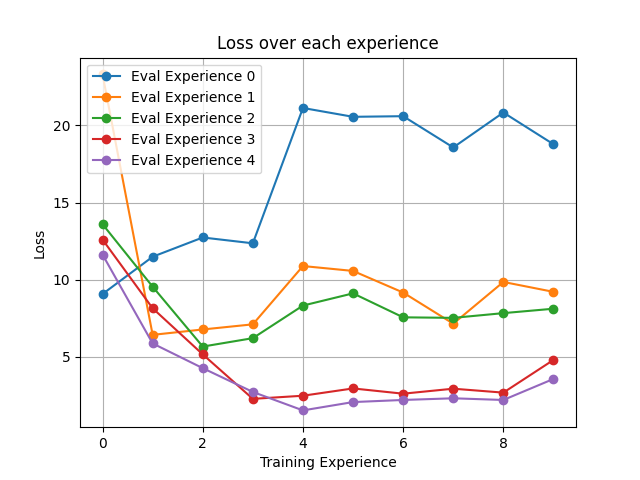 Loss over each experience
Eval Experience 0
Eval Experience 1
Eval Experience 2
Eval Experience 3
Eval Experience 4
20
15
10
5
Loss
0 2 4 6 8
Training Experience